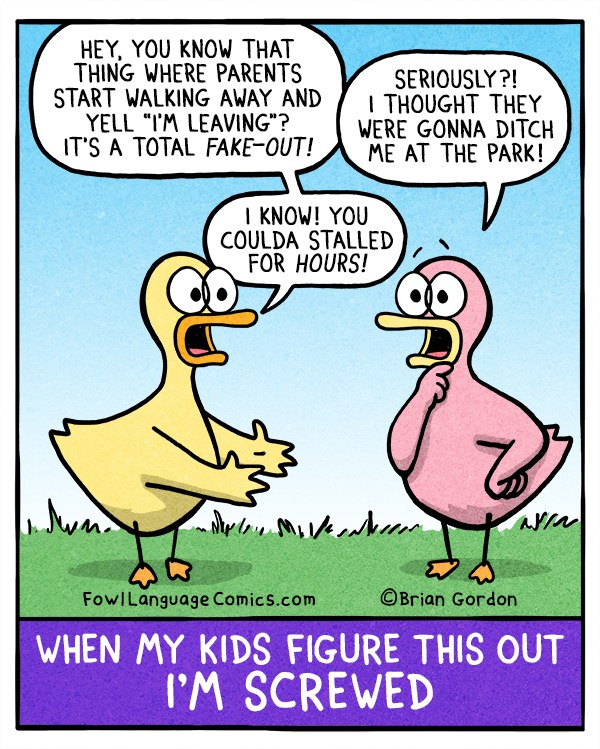 HEY, YOU KNOW THAT
THING WHERE PARENTS
START WALKING AWAY AND
YELL "I'M LEAVING"?
IT'S A TOTAL FAKE-OUT!
SERIOUSLY?!
I THOUGHT THEY
WERE GONNA DITCH
ME AT THE PARK!
I KNOW! YOU
COULDA STALLED
FOR HOURS!
FowlLanguageComics.com
©Brian Gordon
WHEN MY KIDS FIGURE THIS OUT
I'M SCREWED